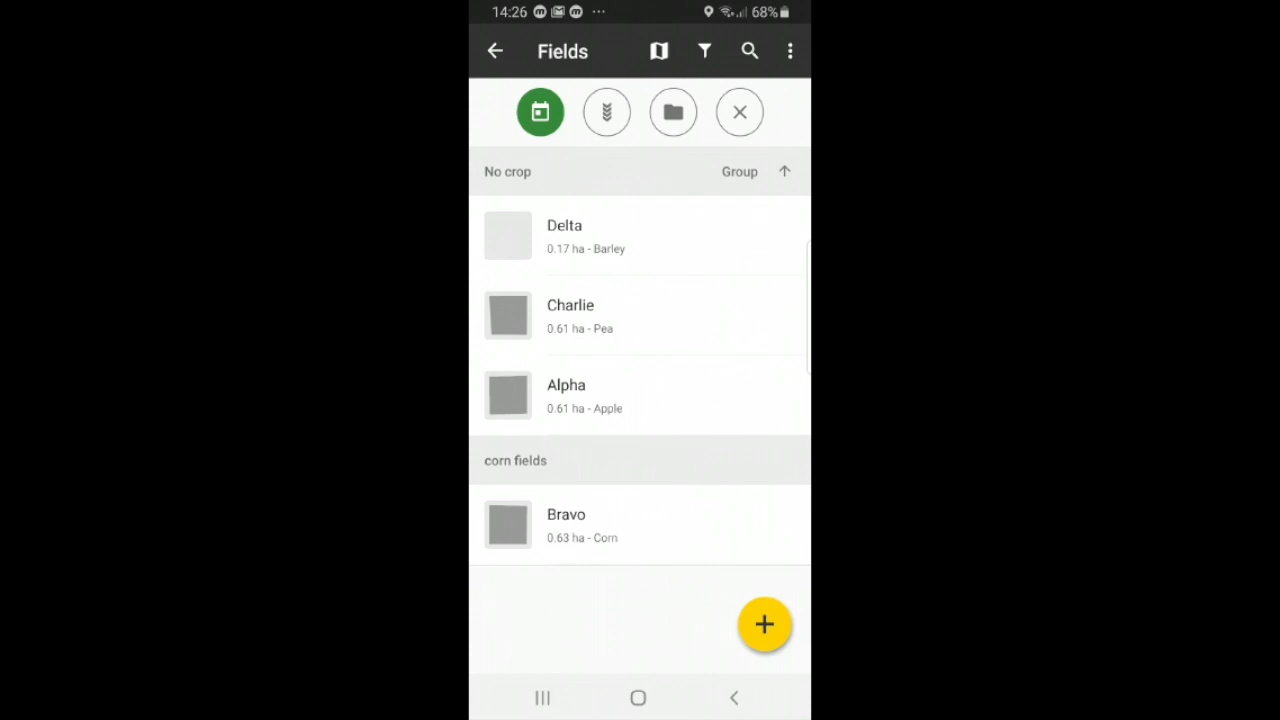 14:26 68%
Fields
No crop Group
Delta
0.17 ha - Barley
Charlie
0.61 ha - Pea
Alpha
0.61 ha - Apple
corn fields
Bravo
0.63 ha - Corn